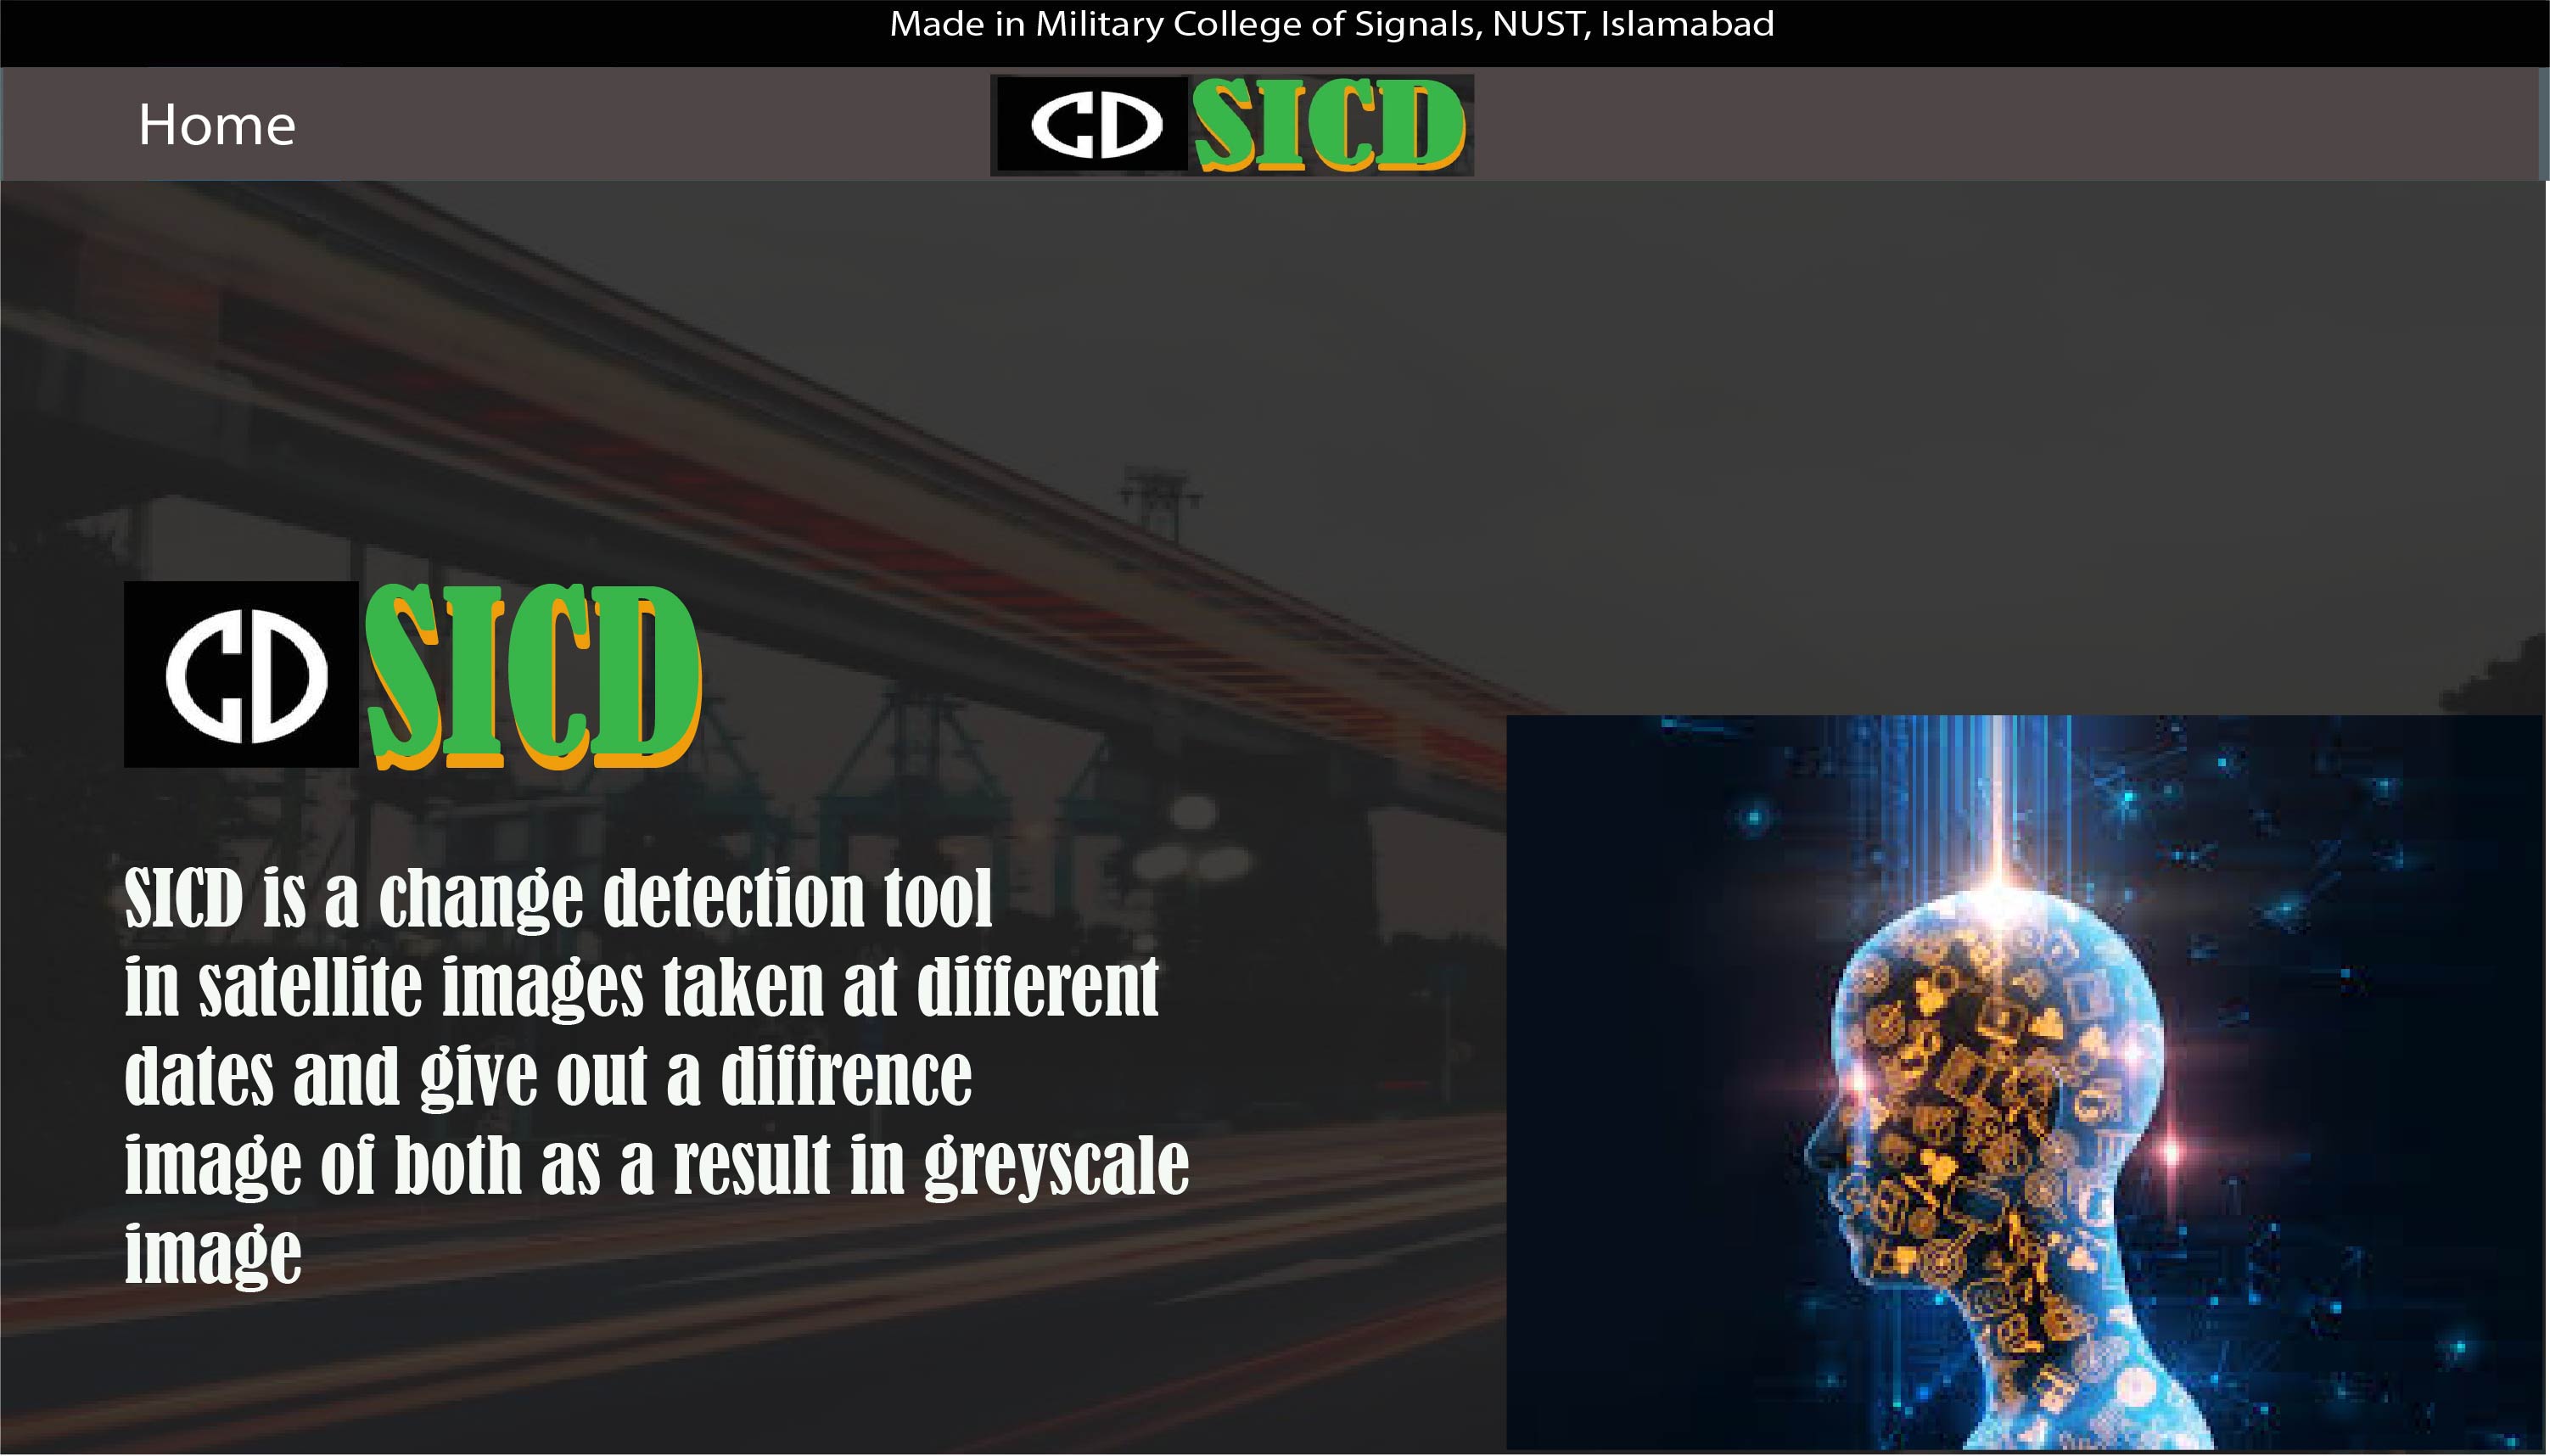 Made in Military College of Signals, NUST, Islamabad
Home
CD SICD
CD SICD
SICD is a change detection tool
in satellite images taken at different
dates and give out a diffrence
image of both as a result in greyscale
image